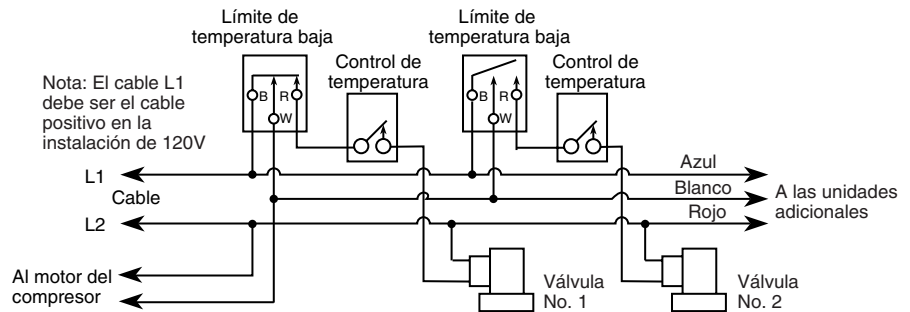 Límite de
temperatura baja
Control de
temperatura
Límite de
temperatura baja
Control de
temperatura
Nota: El cable L1
debe ser el cable
positivo en la
instalación de 120V
B
R
W
B
R
W
L1
Cable
L2
Azul
Blanco
Rojo
A las unidades
adicionales
Al motor del
compresor
Válvula
No. 1
Válvula
No. 2